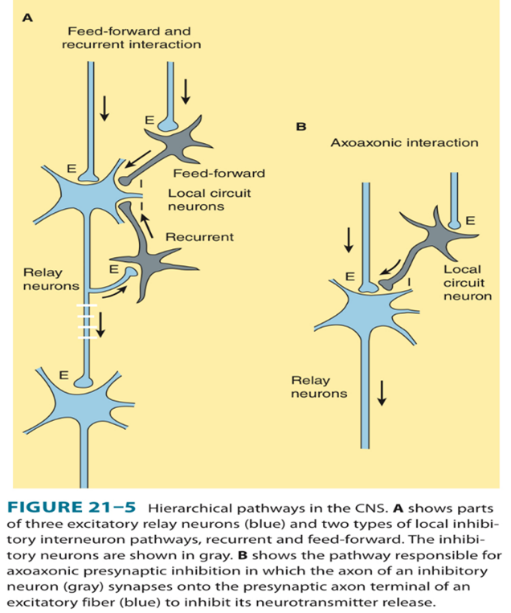 A
Feed-forward and
recurrent interaction
E
E
Feed-forward
Local circuit
neurons
Recurrent
E
Relay
neurons
E
B
Axoaxonic interaction
E
E
Local
circuit
neuron
Relay
neurons
FIGURE 21–5 Hierarchical pathways in the CNS. A shows parts
of three excitatory relay neurons (blue) and two types of local inhibi-
tory interneuron pathways, recurrent and feed-forward. The inhibi-
tory neurons are shown in gray. B shows the pathway responsible for
axoaxonic presynaptic inhibition in which the axon of an inhibitory
neuron (gray) synapses onto the presynaptic axon terminal of an
excitatory fiber (blue) to inhibit its neurotransmitter release.